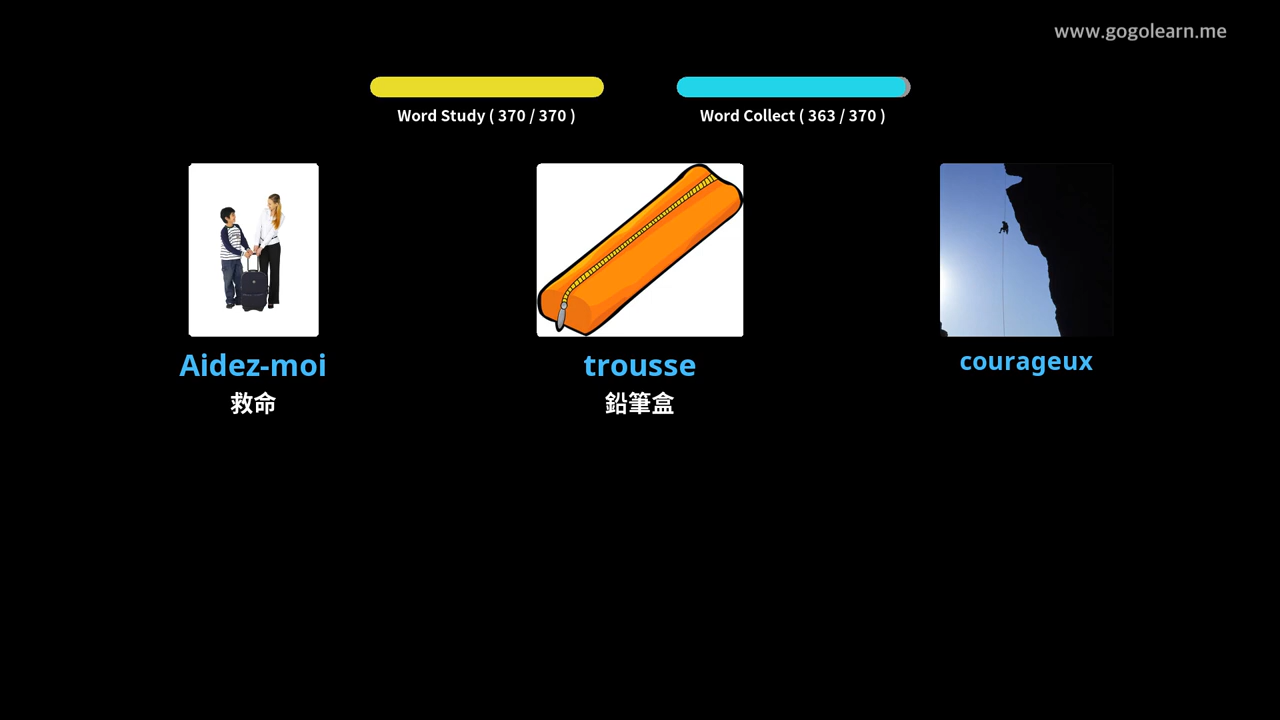 www.gogolearn.me
Word Study ( 370 / 370 )
Word Collect ( 363 / 370 )
Aidez-moi
救命
trousse
鉛筆盒
courageux